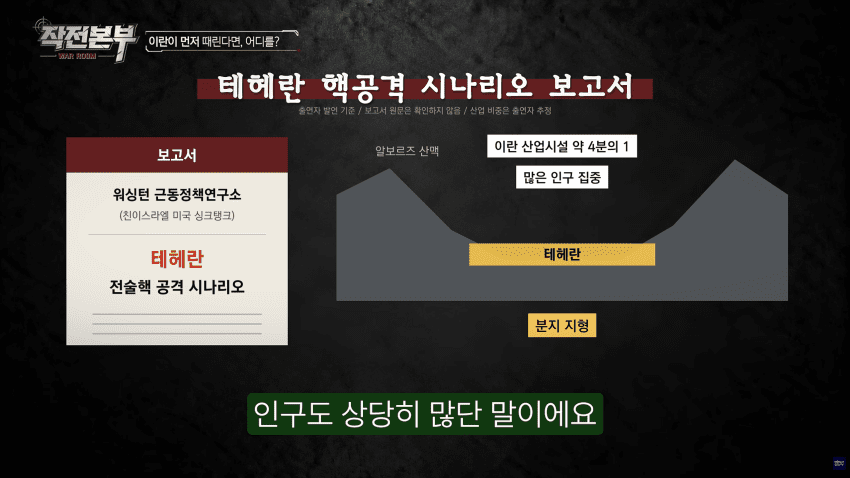 작전본부
WAR ROOM
이란이 먼저 때린다면, 어디를?
테헤란 핵공격 시나리오 보고서
출연자 발언 기준 / 보고서 원문은 확인하지 않음 / 산업 비중은 출연자 추정
보고서
워싱턴 근동정책연구소
(친이스라엘 미국 싱크탱크)
테헤란
전술핵 공격 시나리오
알보르즈 산맥
이란 산업시설 약 4분의 1
많은 인구 집중
테헤란
분지 지형
인구도 상당히 많단 말이에요